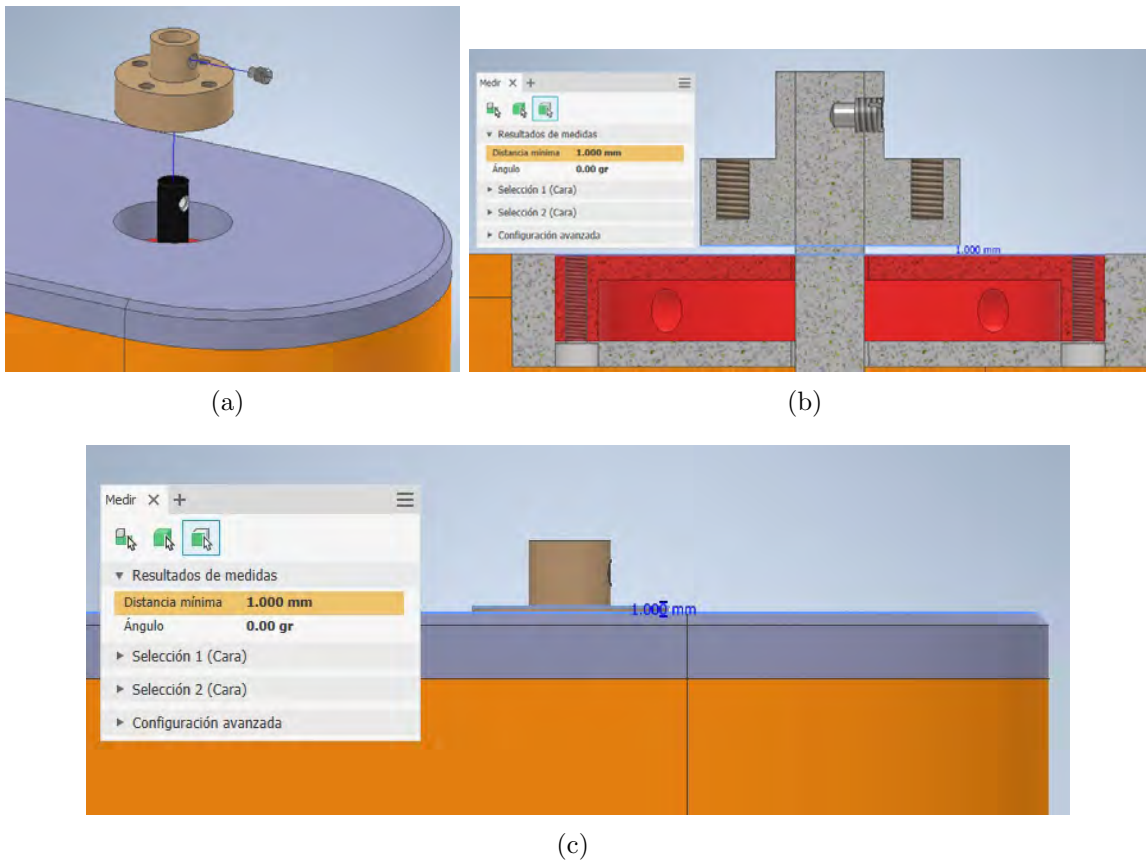 Medir × +
Resultados de medidas
Distancia mínima 1.000 mm
Ángulo 0.00 gr
Selección 1 (Cara)
Selección 2 (Cara)
Configuración avanzada
1.000 mm
(a)
(b)
Medir × +
Resultados de medidas
Distancia mínima 1.000 mm
Ángulo 0.00 gr
Selección 1 (Cara)
Selección 2 (Cara)
Configuración avanzada
1.000 mm
(c)